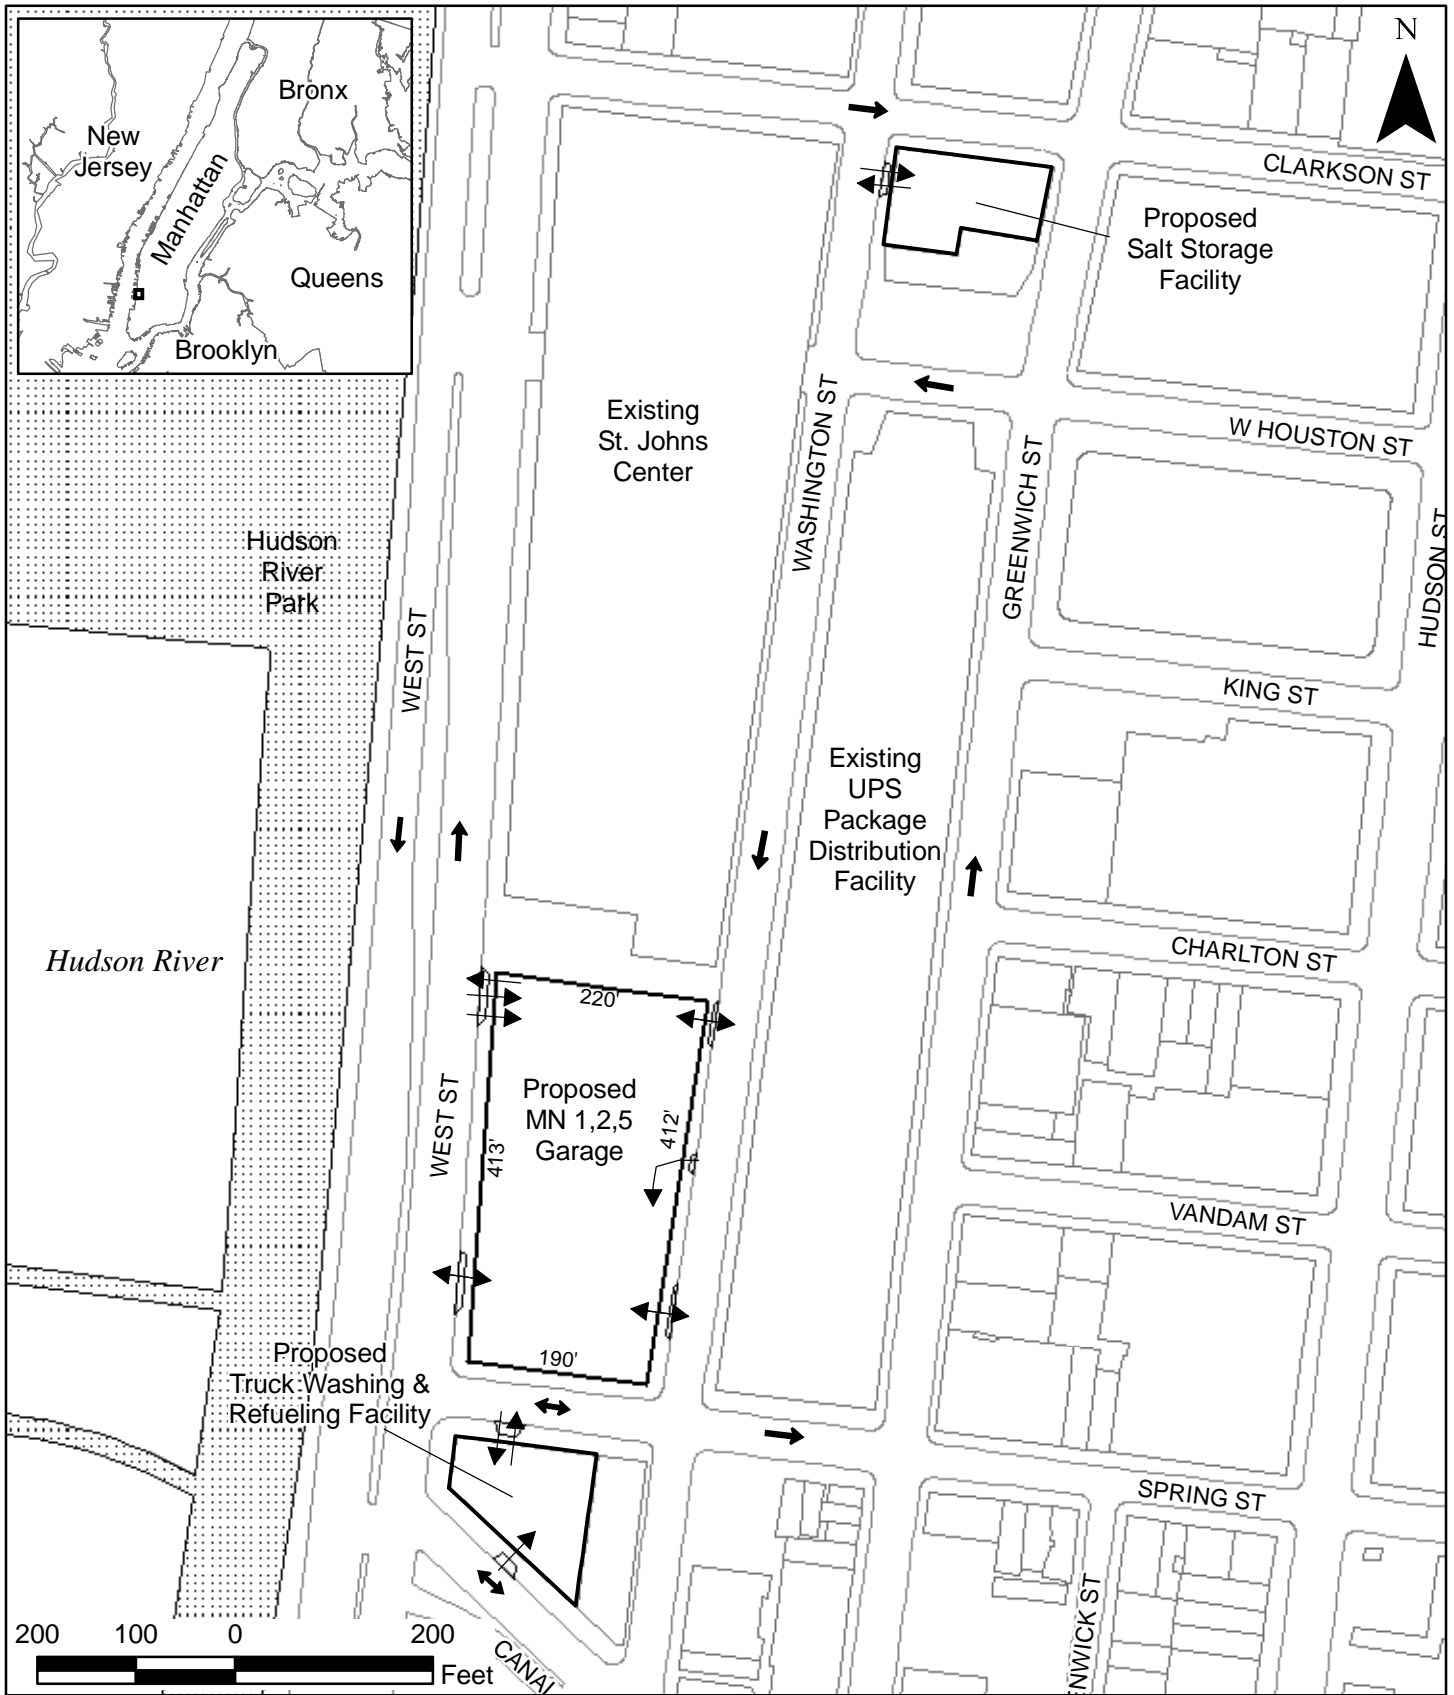 N
Bronx
New
Jersey
Manhattan
Queens
Brooklyn
CLARKSON ST
Proposed
Salt Storage
Facility
Existing
St. Johns
Center
WASHINGTON ST
W HOUSTON ST
GREENWICH ST
HUDSON ST
Hudson
River
Park
WEST ST
KING ST
Existing
UPS
Package
Distribution
Facility
CHARLTON ST
Hudson River
220'
Proposed
MN 1,2,5
Garage
412'
413'
WEST ST
VANDAM ST
190'
Proposed
Truck Washing &
Refueling Facility
SPRING ST
ENWICK ST
CANAL
200 100 0 200
Feet